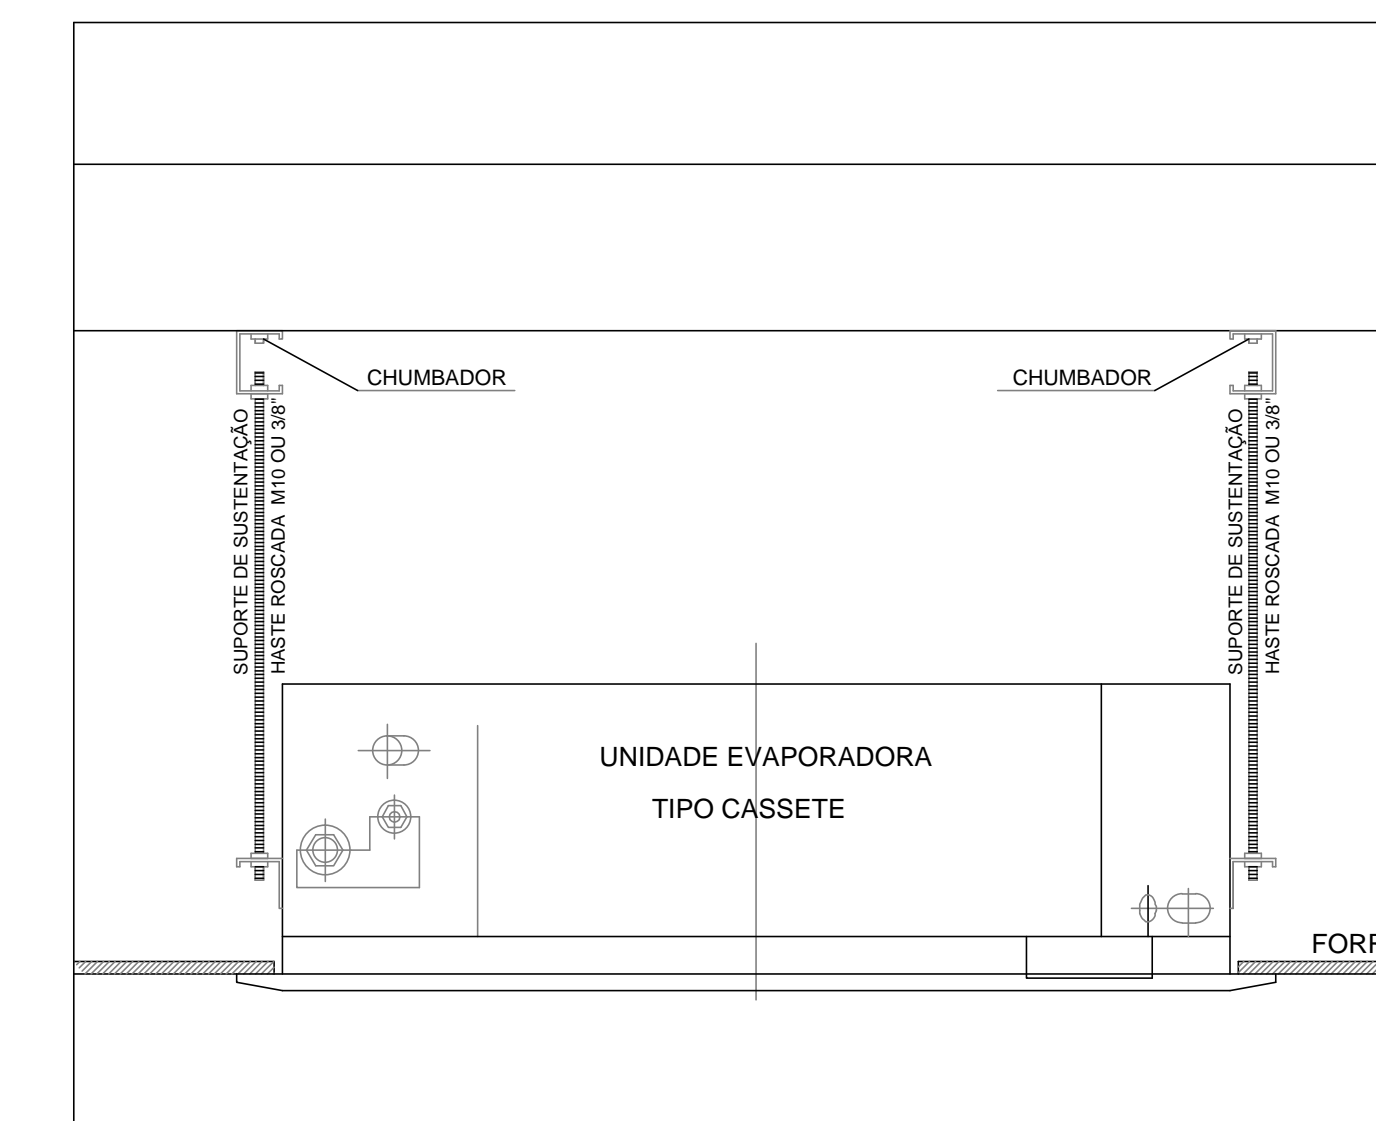 CHUMBADOR
CHUMBADOR
SUPORTE DE SUSTENTAÇÃO
HASTE ROSCADA M10 OU 3/8"
SUPORTE DE SUSTENTAÇÃO
HASTE ROSCADA M10 OU 3/8"
UNIDADE EVAPORADORA
TIPO CASSETE